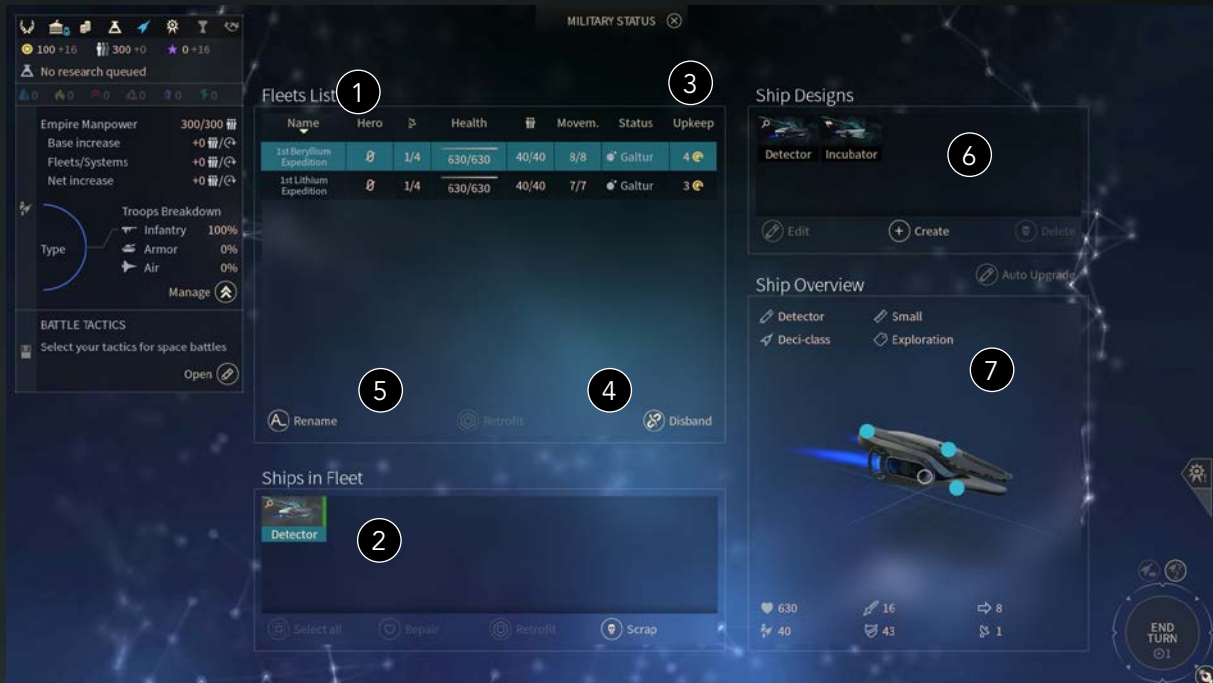 MILITARY STATUS
100 +16 300 +0 0 +16
No research queued
0 0 0 0 0 0
Empire Manpower 300/300
Base increase +0 /
Fleets/Systems +0 /
Net increase +0 /
Troops Breakdown
Type
Infantry 100%
Armor 0%
Air 0%
Manage
BATTLE TACTICS
Select your tactics for space battles
Open
Fleets List
1
3
Name Hero Health Movem. Status Upkeep
1st Beryllium
Expedition
1/4 630/630 40/40 8/8 Galtur 4
1st Lithium
Expedition
1/4 630/630 40/40 7/7 Galtur 3
5
4
Rename Retrofit Disband
Ships in Fleet
Detector
2
Select all Repair Retrofit Scrap
Ship Designs
Detector Incubator
6
Edit Create Delete
Auto Upgrade
Ship Overview
Detector Small
Deci-class Exploration
7
630 16 8
40 43 1
END
TURN
1